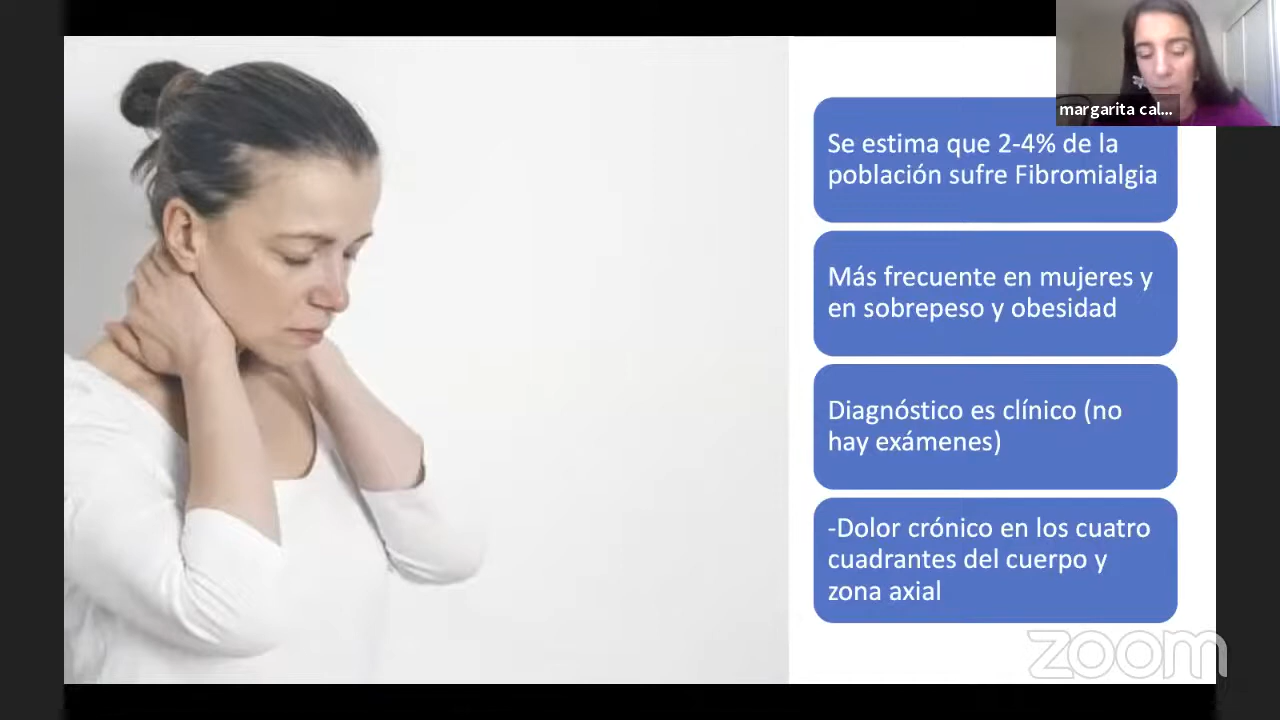 margarita cal...
Se estima que 2-4% de la
población sufre Fibromialgia
Más frecuente en mujeres y
en sobrepeso y obesidad
Diagnóstico es clínico (no
hay exámenes)
-Dolor crónico en los cuatro
cuadrantes del cuerpo y
zona axial
zoom